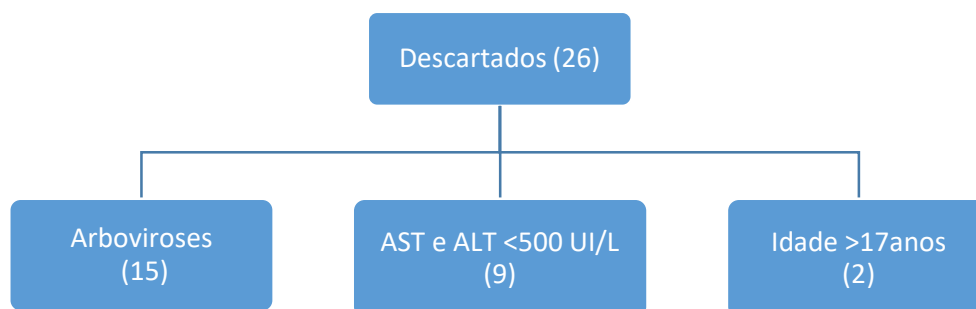 Descartados (26)
Arboviroses
(15)
AST e ALT <500 UI/L
(9)
Idade >17anos
(2)